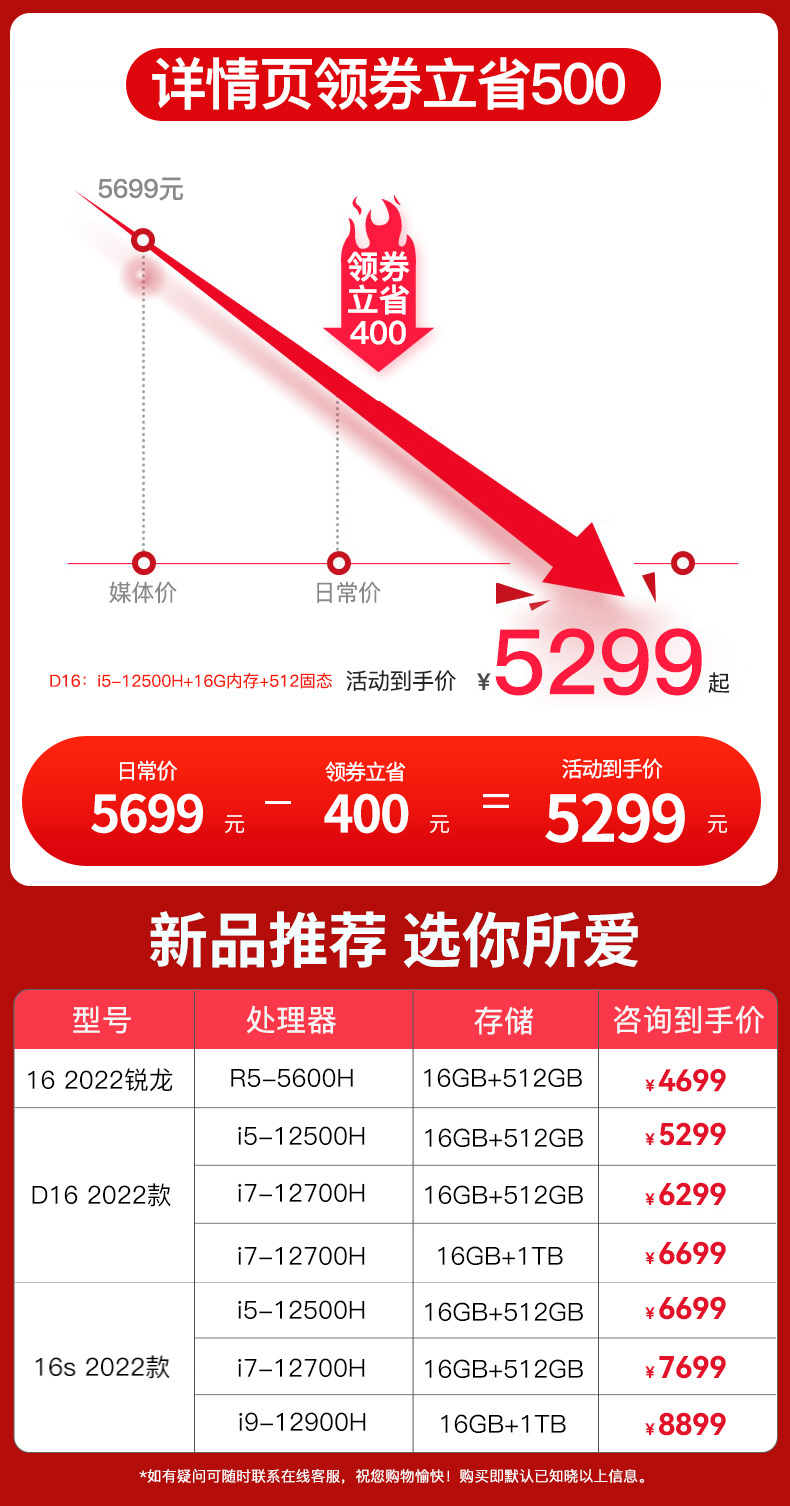 详情页领券立省500
5699元
领券
立省
400
媒体价
日常价
D16：i5-12500H+16G内存+512固态 活动到手价 ¥5299起
日常价 领券立省 活动到手价
5699元 - 400元 = 5299元
新品推荐 选你所爱
型号 处理器 存储 咨询到手价
16 2022锐龙 R5-5600H 16GB+512GB ¥4699
i5-12500H 16GB+512GB ¥5299
D16 2022款 i7-12700H 16GB+512GB ¥6299
i7-12700H 16GB+1TB ¥6699
i5-12500H 16GB+512GB ¥6699
16s 2022款 i7-12700H 16GB+512GB ¥7699
i9-12900H 16GB+1TB ¥8899
*如有疑问可随时联系在线客服，祝您购物愉快！购买即默认已知晓以上信息。